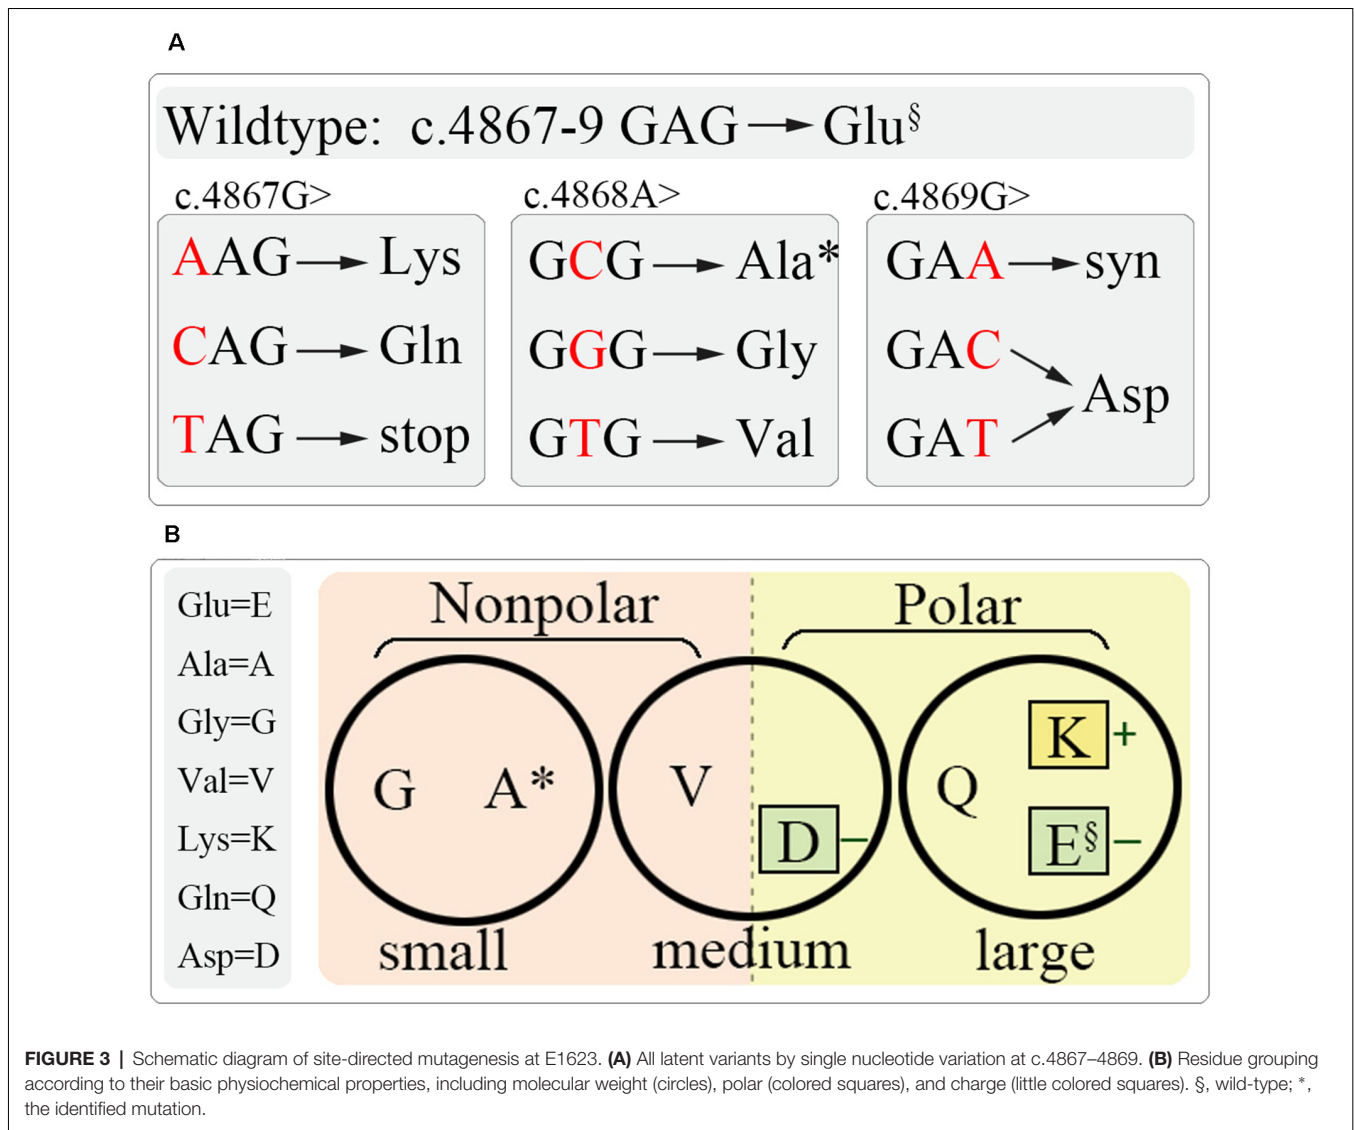 A
Wildtype: c.4867-9 GAG → Glu§
c.4867G>
AAG → Lys
CAG → Gln
TAG → stop
c.4868A>
GCG → Ala*
GGG → Gly
GTG → Val
c.4869G>
GAA → syn
GAC
GAT
Asp
B
Glu=E
Ala=A
Gly=G
Val=V
Lys=K
Gln=Q
Asp=D
Nonpolar
Polar
G A*
V
D −
Q
K +
E§ −
small
medium
large
FIGURE 3 | Schematic diagram of site-directed mutagenesis at E1623. (A) All latent variants by single nucleotide variation at c.4867–4869. (B) Residue grouping
according to their basic physiochemical properties, including molecular weight (circles), polar (colored squares), and charge (little colored squares). §, wild-type; *,
the identified mutation.